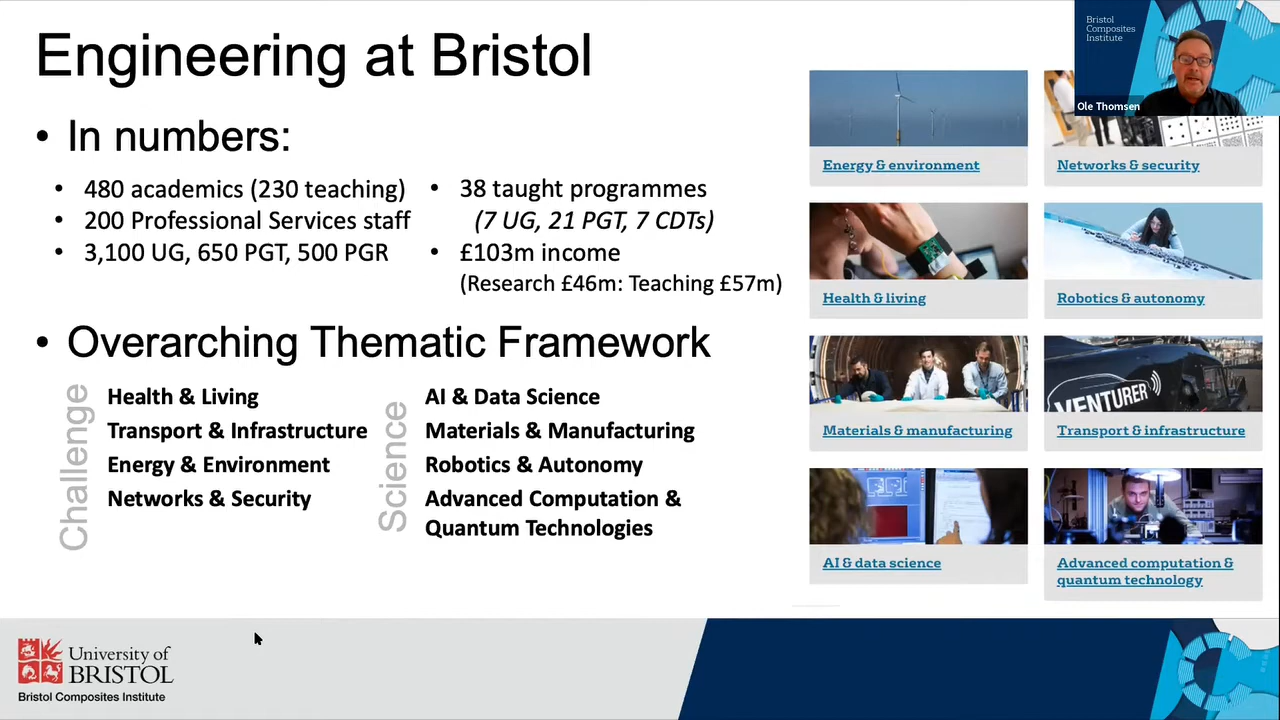 Engineering at Bristol
• In numbers:
• 480 academics (230 teaching)
• 200 Professional Services staff
• 3,100 UG, 650 PGT, 500 PGR
• 38 taught programmes
(7 UG, 21 PGT, 7 CDTs)
• £103m income
(Research £46m: Teaching £57m)
• Overarching Thematic Framework
Challenge
Health & Living
Transport & Infrastructure
Energy & Environment
Networks & Security
Science
AI & Data Science
Materials & Manufacturing
Robotics & Autonomy
Advanced Computation &
Quantum Technologies
Bristol
Composites
Institute
Ole Thomsen
Energy & environment
Networks & security
Health & living
Robotics & autonomy
VENTURER
Materials & manufacturing
Transport & infrastructure
AI & data science
Advanced computation &
quantum technology
University of
BRISTOL
Bristol Composites Institute